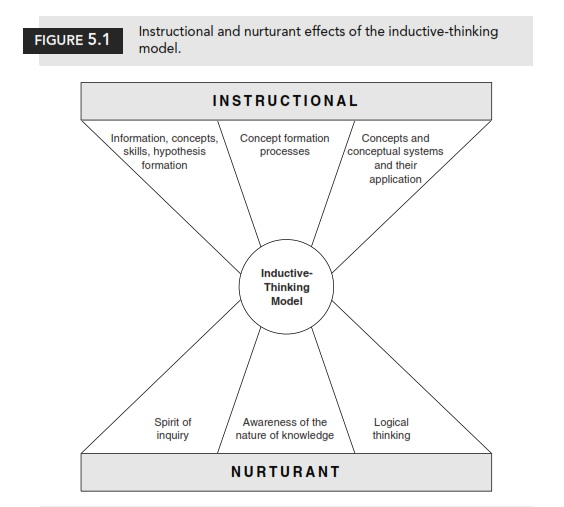 FIGURE 5.1
Instructional and nurturant effects of the inductive-thinking
model.
INSTRUCTIONAL
Information, concepts,
skills, hypothesis
formation
Concept formation
processes
Concepts and
conceptual systems
and their
application
Inductive-
Thinking
Model
Spirit of
inquiry
Awareness of the
nature of knowledge
Logical
thinking
NURTURANT